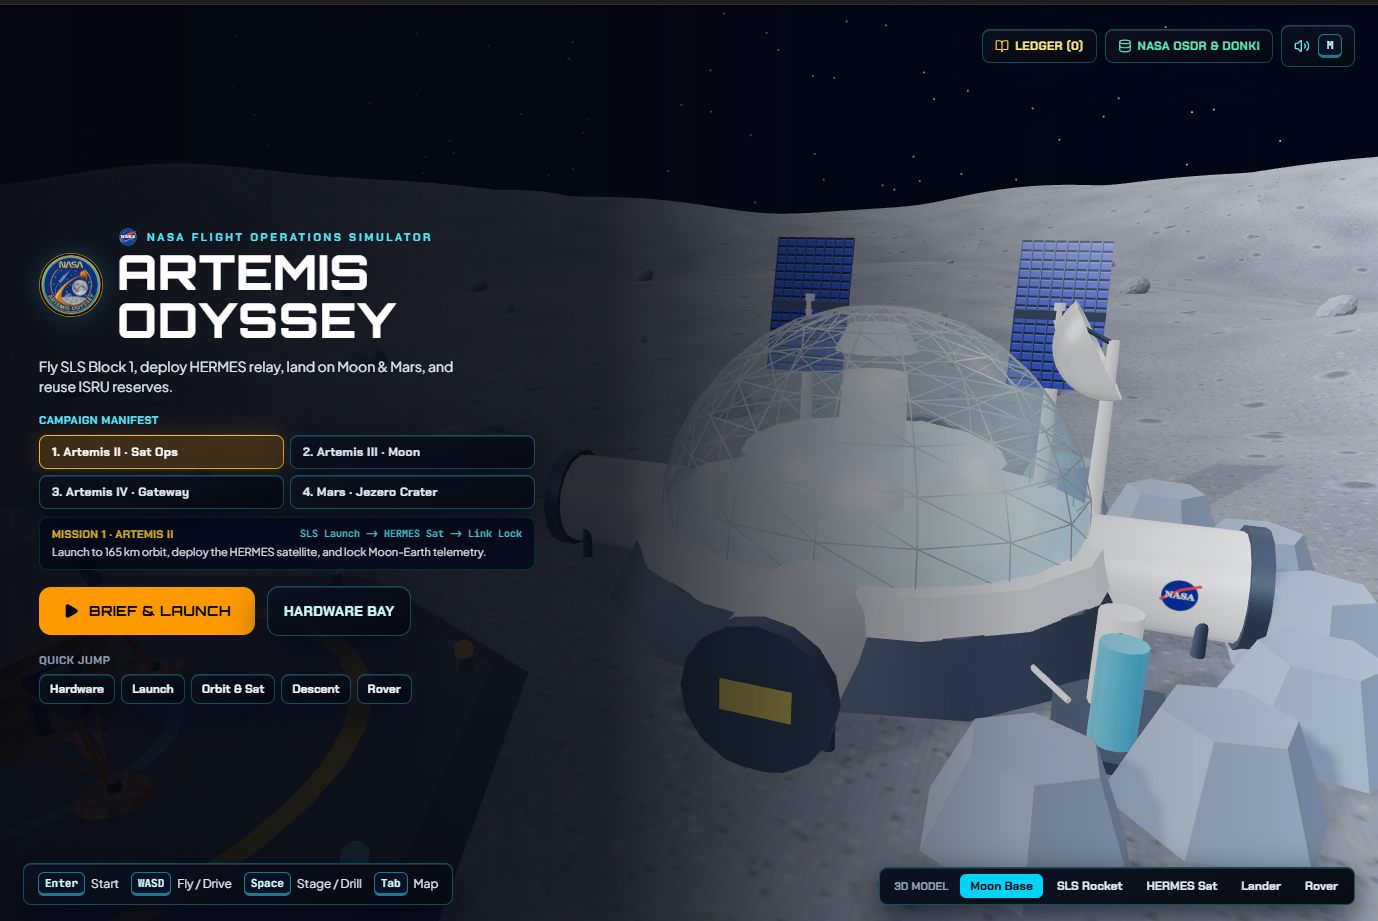 LEDGER (0)
NASA OSDR & DONKI
M
NASA FLIGHT OPERATIONS SIMULATOR
NASA
ARTEMIS ODYSSEY
ARTEMIS
ODYSSEY
Fly SLS Block 1, deploy HERMES relay, land on Moon & Mars, and
reuse ISRU reserves.
CAMPAIGN MANIFEST
1. Artemis II · Sat Ops
2. Artemis III · Moon
3. Artemis IV · Gateway
4. Mars · Jezero Crater
MISSION 1 · ARTEMIS II
SLS Launch → HERMES Sat → Link Lock
Launch to 165 km orbit, deploy the HERMES satellite, and lock Moon-Earth telemetry.
BRIEF & LAUNCH
HARDWARE BAY
NASA
QUICK JUMP
Hardware
Launch
Orbit & Sat
Descent
Rover
Enter Start
WASD Fly / Drive
Space Stage / Drill
Tab Map
3D MODEL
Moon Base
SLS Rocket
HERMES Sat
Lander
Rover